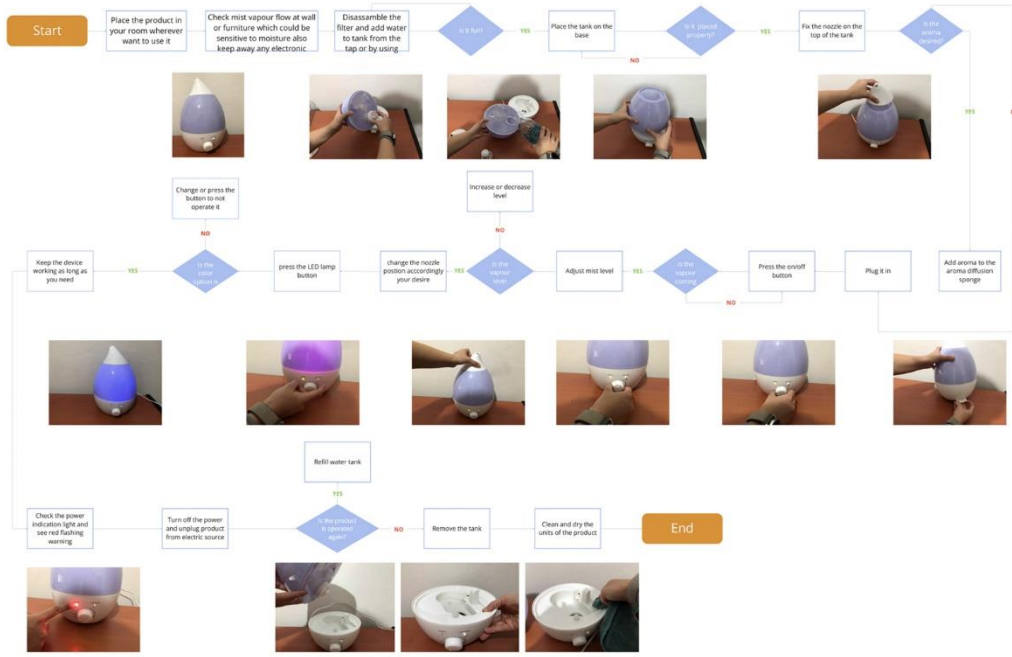 Start
Place the product in
your room wherever
want to use it
Check mist vapour flow at wall
or furniture which could be
sensitive to moisture also
keep away any electronic
Disassamble the
filter and add water
to tank from the
tap or by using
Is it full?
YES
Place the tank on the
base
NO
Is it placed
properly?
YES
Fix the nozzle on the
top of the tank
Is the
aroma
desired?
YES
Change or press the
button to not
operate it
NO
Increase or decrease
level
NO
Keep the device
working as long as
you need
YES
Is the
color
option is
press the LED lamp
button
change the nozzle
postion acccordingly
your desire
YES
Is the
vapour
level
Adjust mist level
YES
Is the
vapour
coming
NO
Press the on/off
button
Plug it in
Add aroma to the
aroma diffusion
sponge
Refill water tank
YES
Check the power
indication light and
see red flashing
warning
Turn off the power
and unplug product
from electric source
Is the product
is operated
again?
NO
Remove the tank
Clean and dry the
units of the product
End